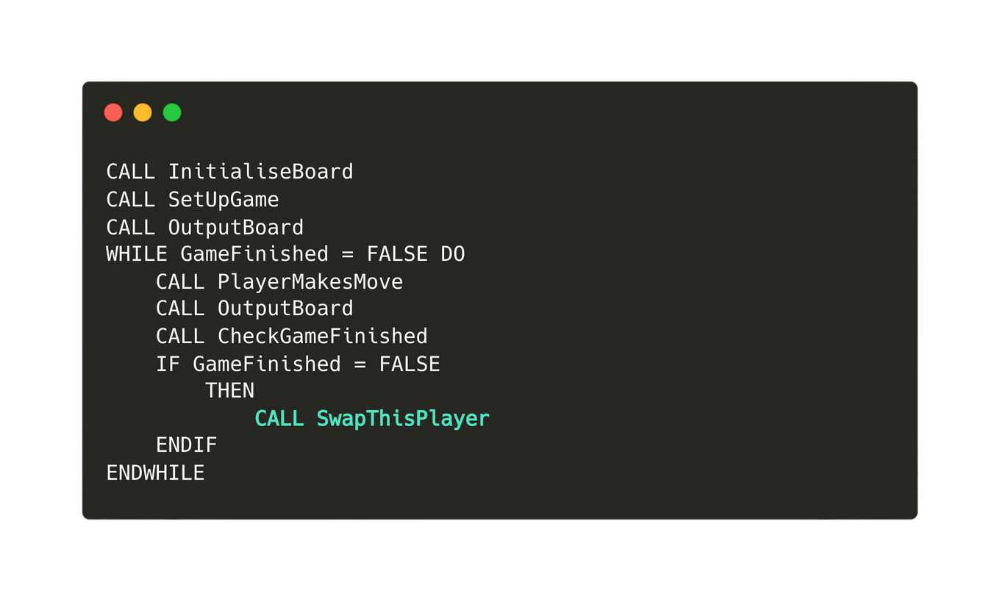 CALL InitialiseBoard
CALL SetUpGame
CALL OutputBoard
WHILE GameFinished = FALSE DO
    CALL PlayerMakesMove
    CALL OutputBoard
    CALL CheckGameFinished
    IF GameFinished = FALSE
        THEN
            CALL SwapThisPlayer
    ENDIF
ENDWHILE